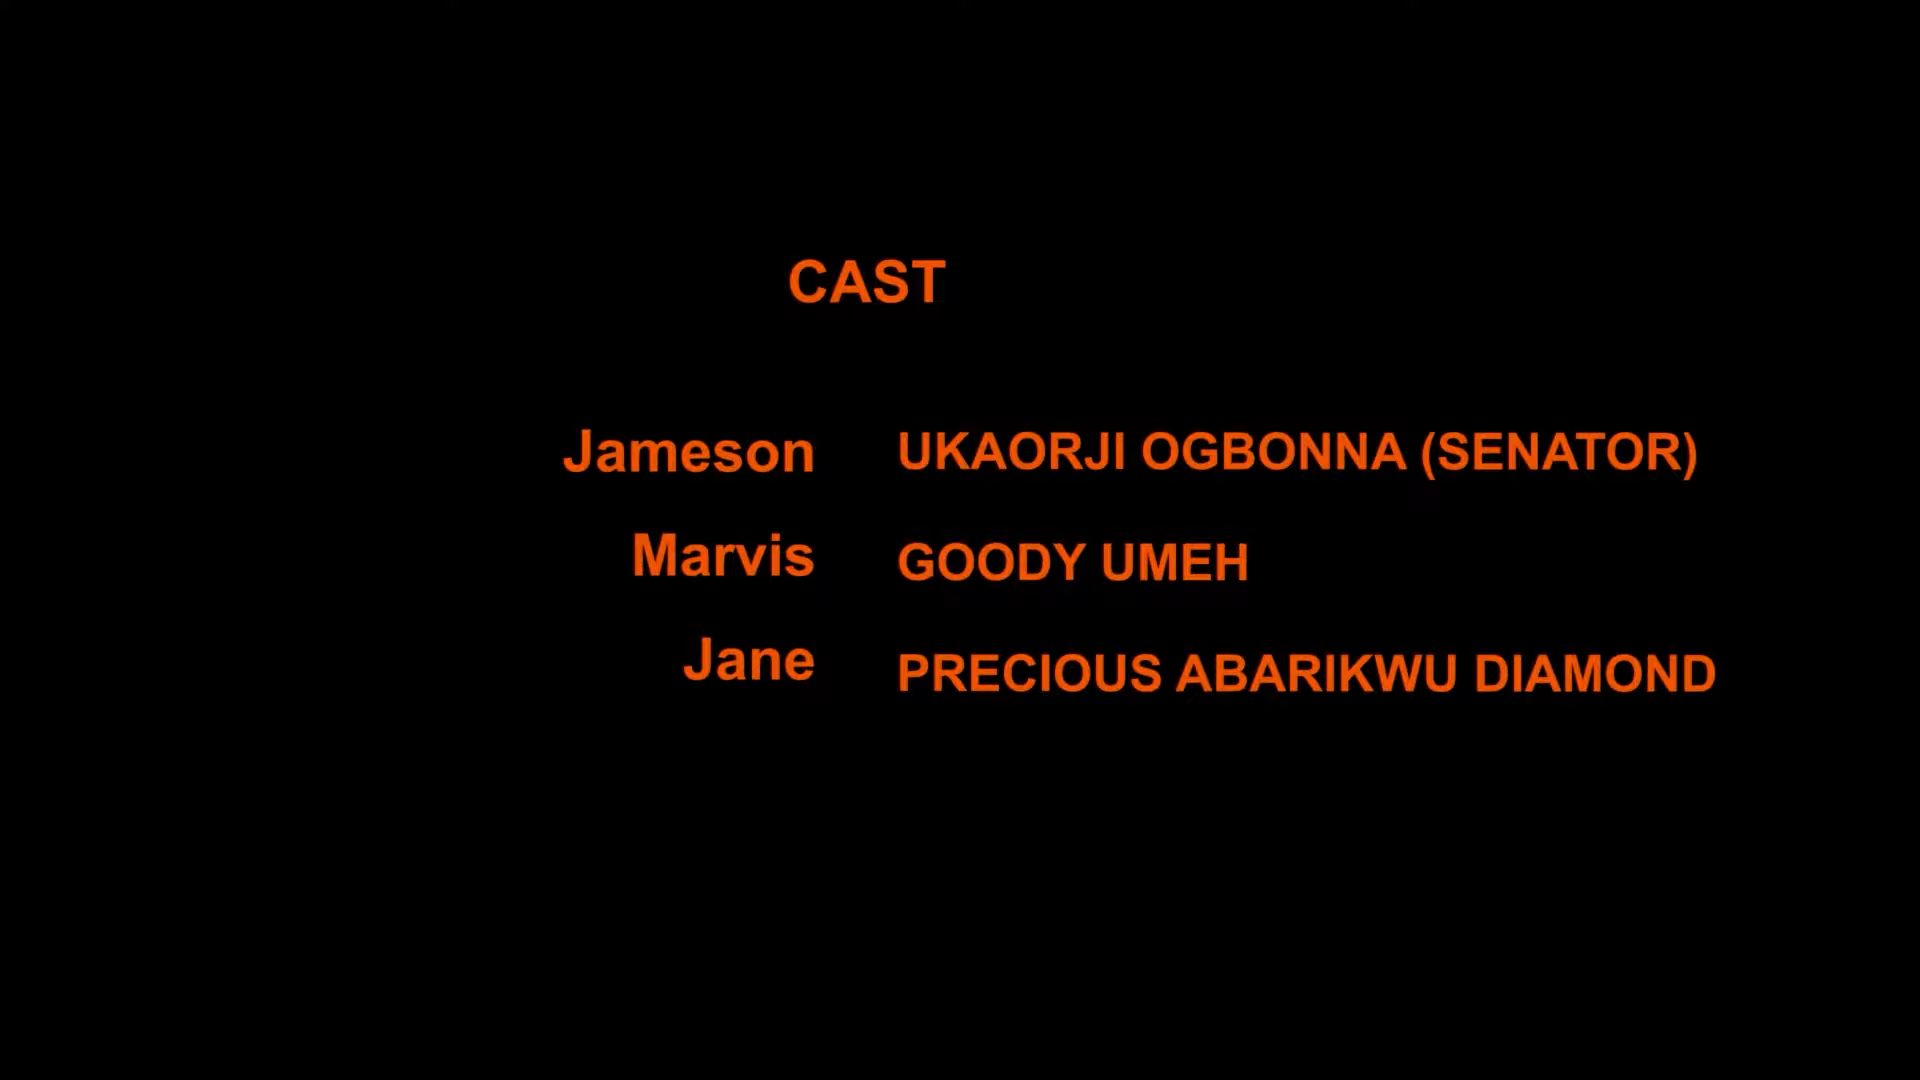 CAST
Jameson UKAORJI OGBONNA (SENATOR)
Marvis GOODY UMEH
Jane PRECIOUS ABARIKWU DIAMOND